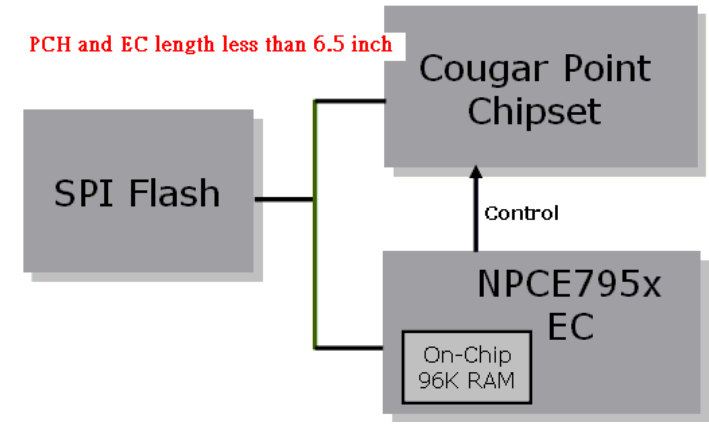 PCH and EC length less than 6.5 inch
Cougar Point
Chipset
SPI Flash
Control
NPCE795x
EC
On-Chip
96K RAM